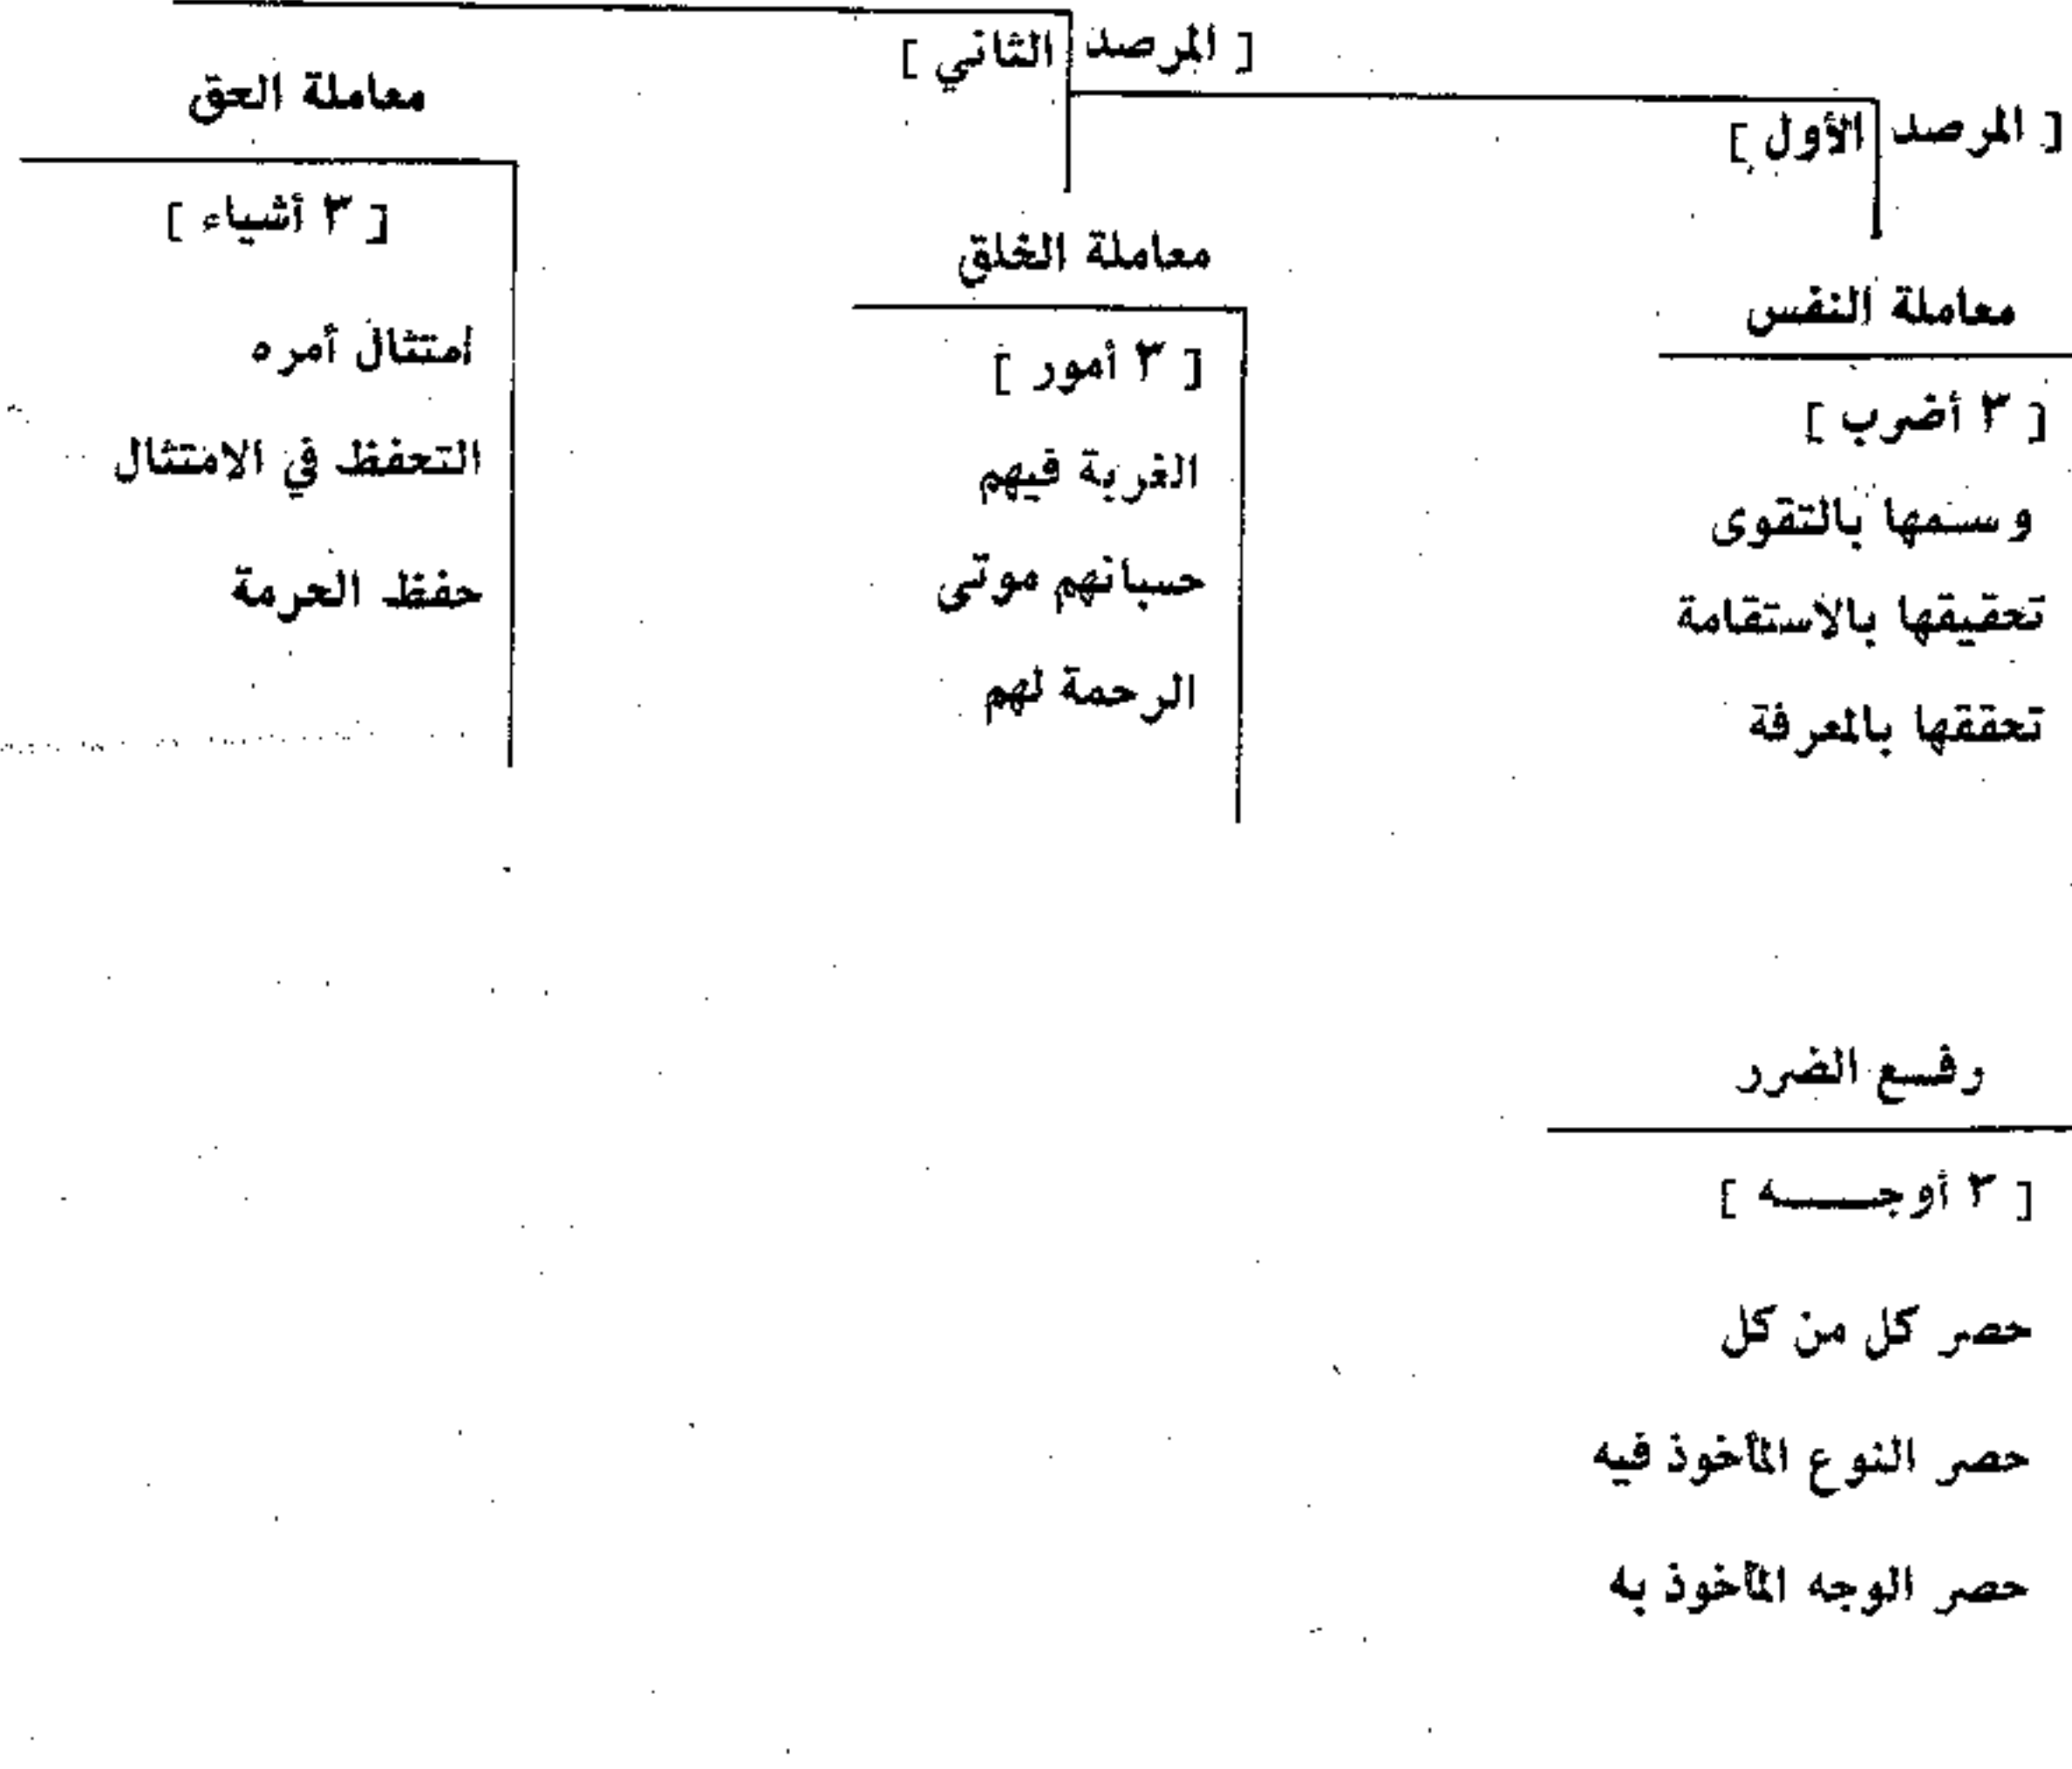 [ المرصد الأول ]
معاملة النفس
[ ٣ أضرب ]
وسمها بالتقوى
تحقيقها بالاستقامة
تحققها بالمعرفة
[ المرصد الثاني ]
معاملة الخلق
[ ٣ أمور ]
الغربة فيهم
حسبانهم موتى
الرحمة لهم
معاملة الحق
[ ٣ أشياء ]
امتثال أمره
التحفظ في الامتثال
حفظ الحرمة
رفع الضرر
[ ٣ أوجه ]
حصر كل من كل
حصر النوع المأخوذ فيه
حصر الوجه المأخوذ به